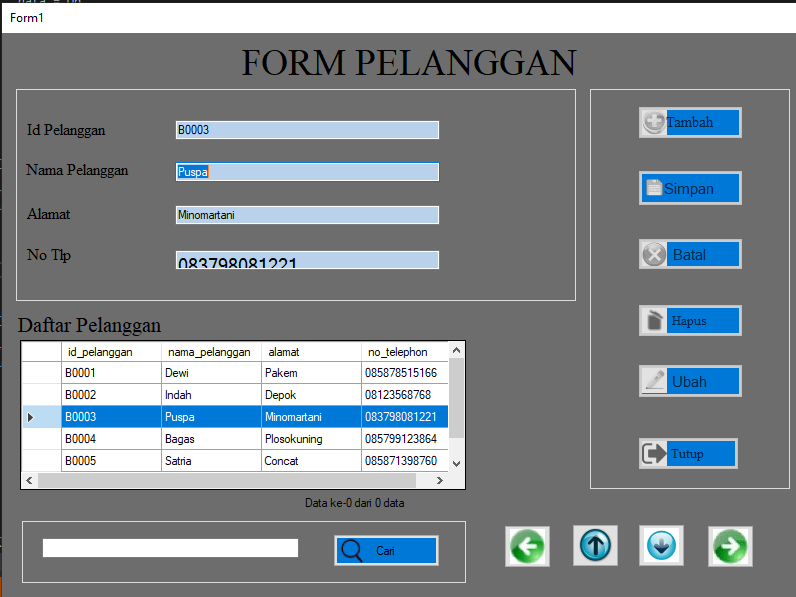 Form1
FORM PELANGGAN
Id Pelanggan B0003
Nama Pelanggan Puspa
Alamat Minomartani
No Tlp 083798081221
Tambah
Simpan
Batal
Hapus
Ubah
Tutup
Daftar Pelanggan
id_pelanggan nama_pelanggan alamat no_telephon
B0001 Dewi Pakem 085878515166
B0002 Indah Depok 08123568768
B0003 Puspa Minomartani 083798081221
B0004 Bagas Plosokuning 085799123864
B0005 Satria Concat 085871398760
Data ke-0 dari 0 data
Cari